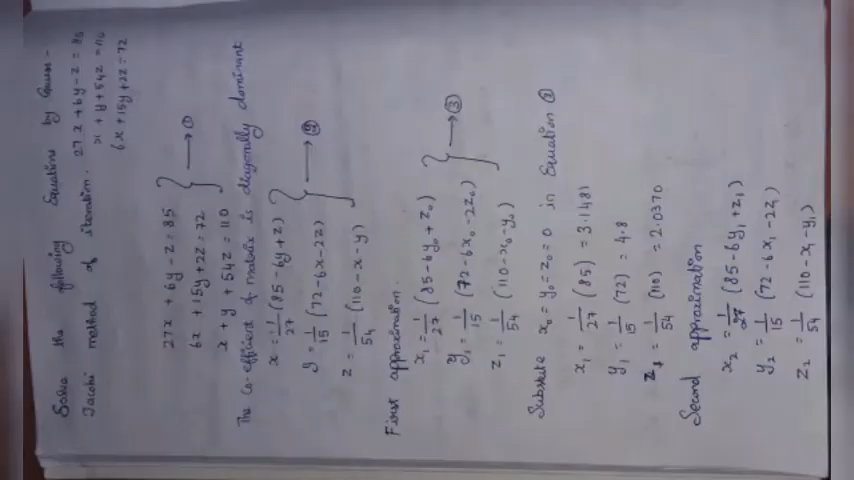 Solve the following Equations by Gauss-
Jacobi method of iteration. 27x + 6y - z = 85
x + y + 54z = 110
6x + 15y + 2z = 72
27x + 6y - z = 85
6x + 15y + 2z = 72 } → ①
x + y + 54z = 110
The Co-efficient of matrix is diagonally dominant
x = 1/27 (85 - 6y + z)
y = 1/15 (72 - 6x - 2z) } → ②
z = 1/54 (110 - x - y)
First approximation.
x₁ = 1/27 (85 - 6y₀ + z₀)
y₁ = 1/15 (72 - 6x₀ - 2z₀) } → ③
z₁ = 1/54 (110 - x₀ - y₀)
Substitute x₀ = y₀ = z₀ = 0 in Equation ③
x₁ = 1/27 (85) = 3.1481
y₁ = 1/15 (72) = 4.8
z₁ = 1/54 (110) = 2.0370
Second approximation
x₂ = 1/27 (85 - 6y₁ + z₁)
y₂ = 1/15 (72 - 6x₁ - 2z₁)
z₂ = 1/54 (110 - x₁ - y₁)